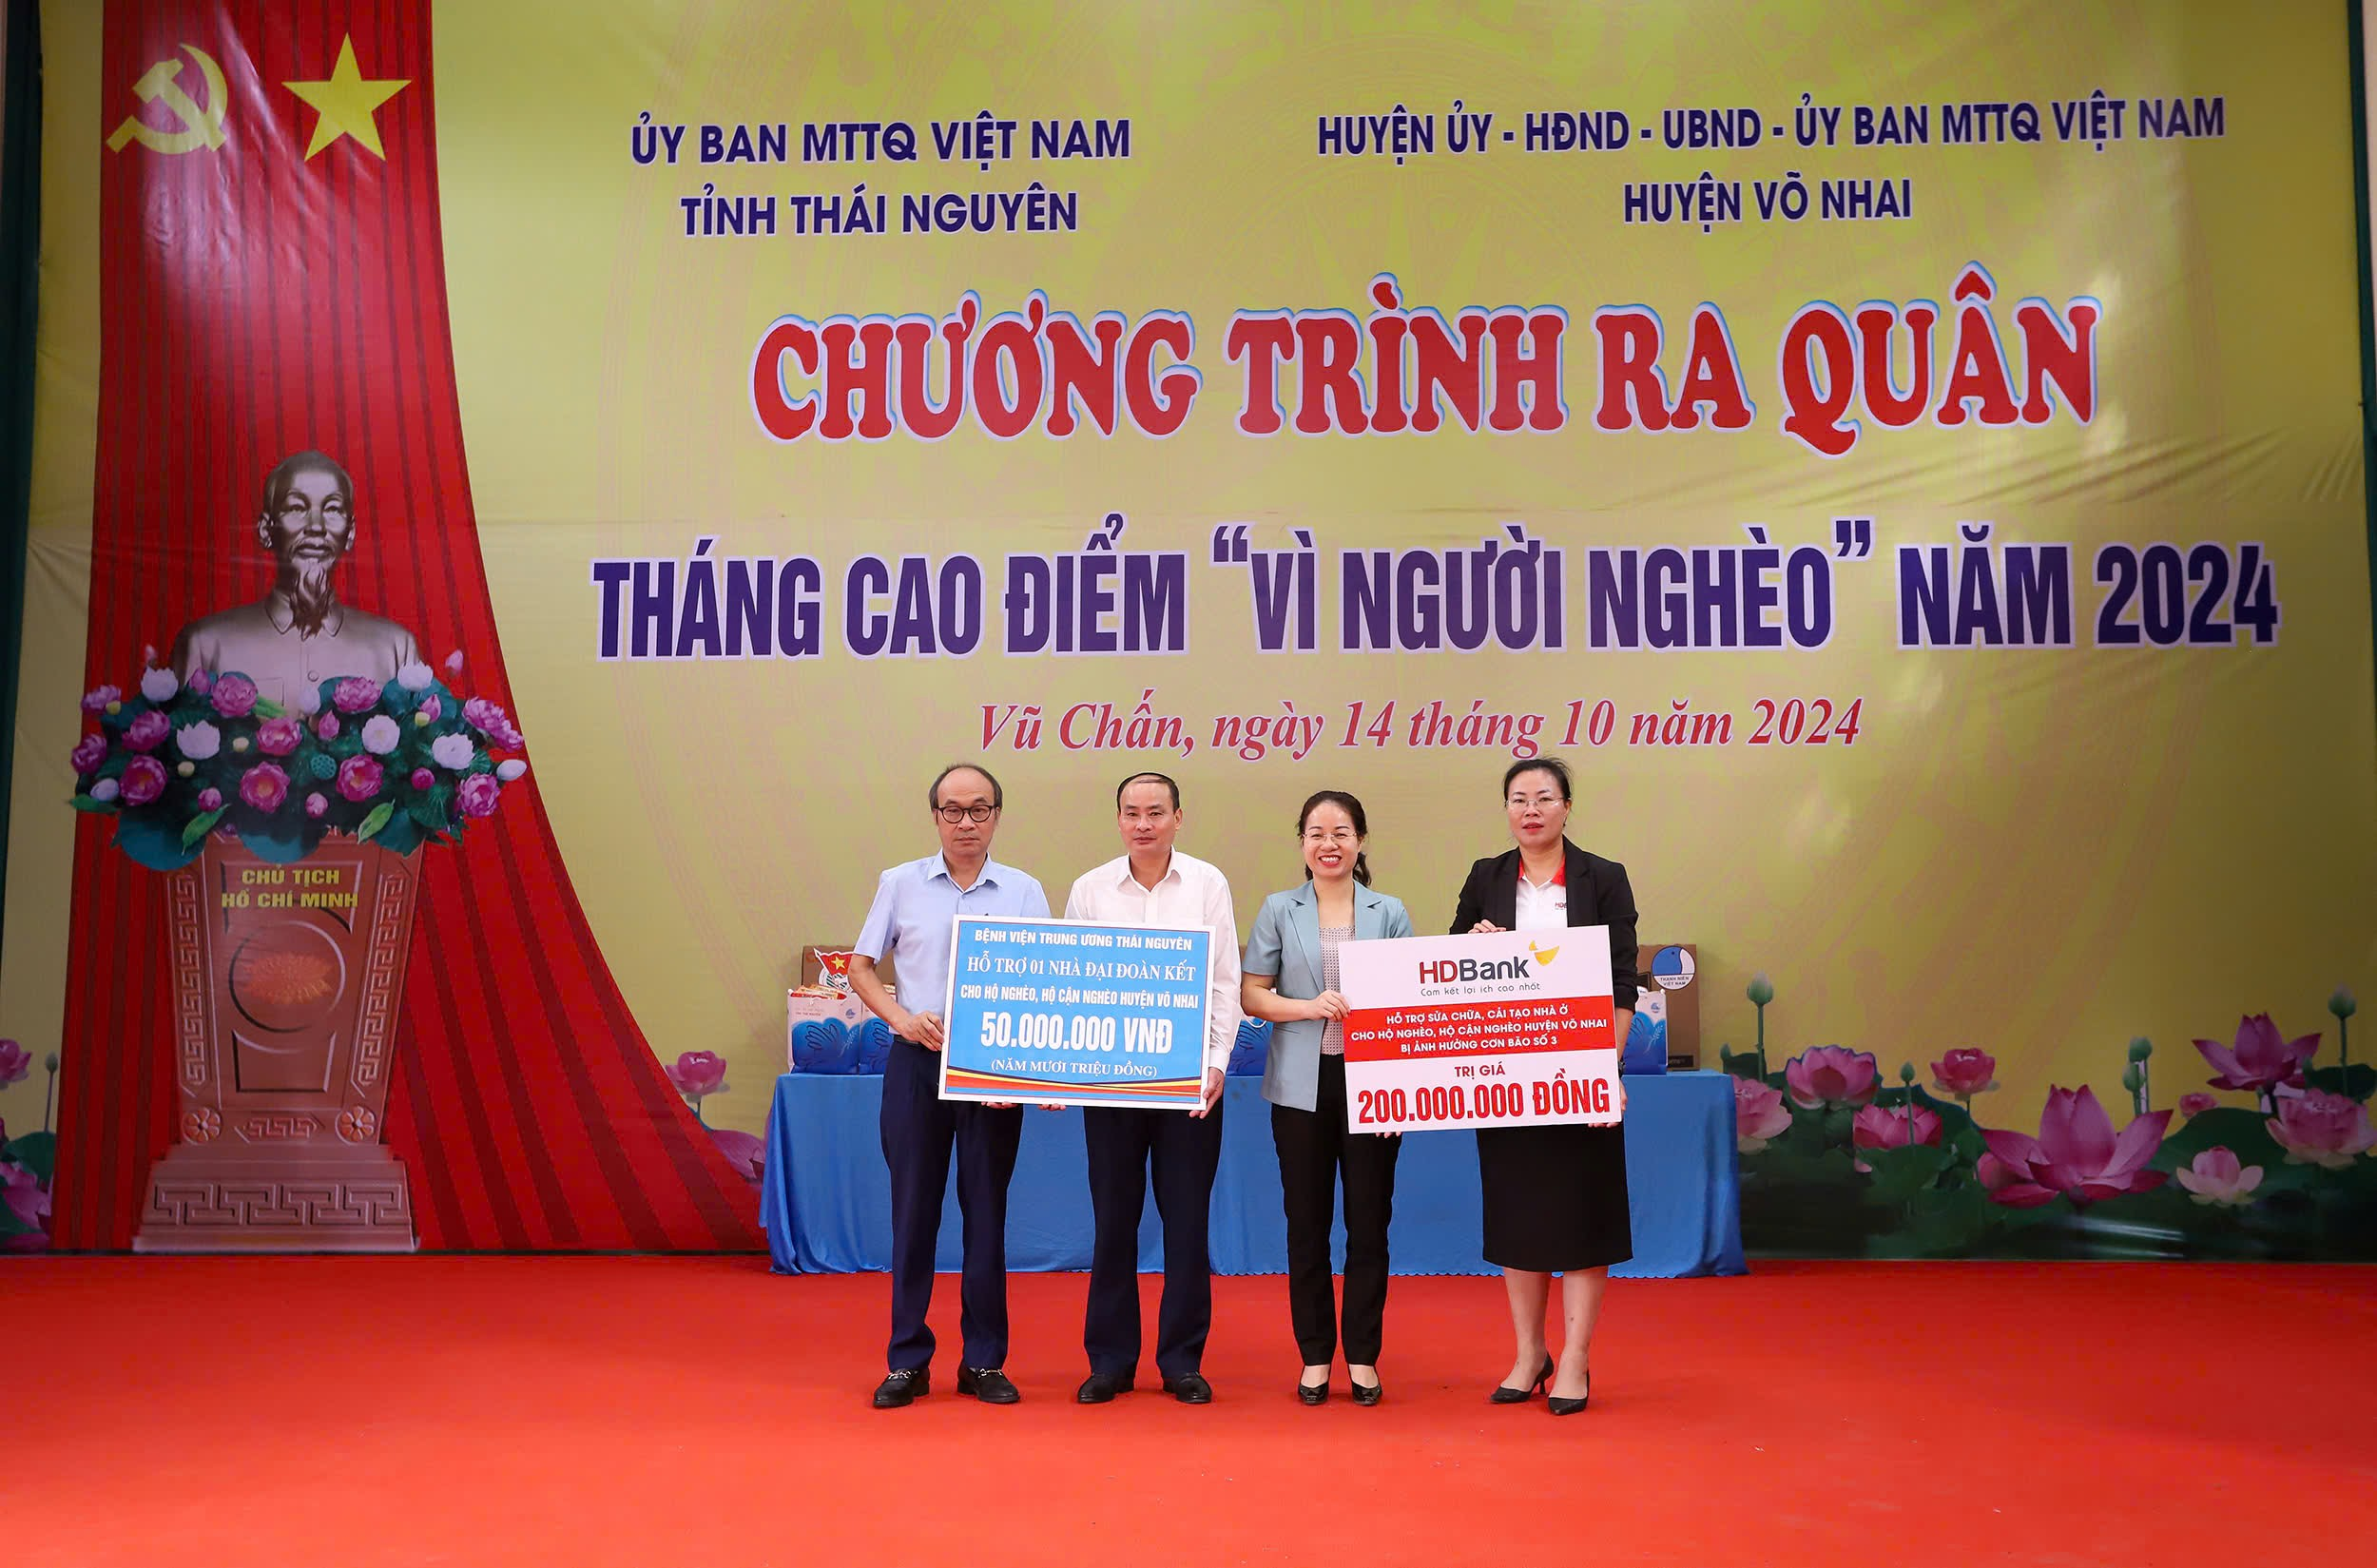 ỦY BAN MTTQ VIỆT NAM
TỈNH THÁI NGUYÊN
HUYỆN ỦY - HĐND - UBND - ỦY BAN MTTQ VIỆT NAM
HUYỆN VÕ NHAI
CHƯƠNG TRÌNH RA QUÂN
THÁNG CAO ĐIỂM “VÌ NGƯỜI NGHÈO” NĂM 2024
Vũ Chấn, ngày 14 tháng 10 năm 2024
CHỦ TỊCH
HỒ CHÍ MINH
BỆNH VIỆN TRUNG ƯƠNG THÁI NGUYÊN
HỖ TRỢ 01 NHÀ ĐẠI ĐOÀN KẾT
CHO HỘ NGHÈO, HỘ CẬN NGHÈO HUYỆN VÕ NHAI
50.000.000 VNĐ
(NĂM MƯƠI TRIỆU ĐỒNG)
HDBank
Cam kết lợi ích cao nhất
HỖ TRỢ SỬA CHỮA, CẢI TẠO NHÀ Ở
CHO HỘ NGHÈO, HỘ CẬN NGHÈO HUYỆN VÕ NHAI
BỊ ẢNH HƯỞNG CƠN BÃO SỐ 3
TRỊ GIÁ
200.000.000 ĐỒNG
THANH NIÊN
VIỆT NAM